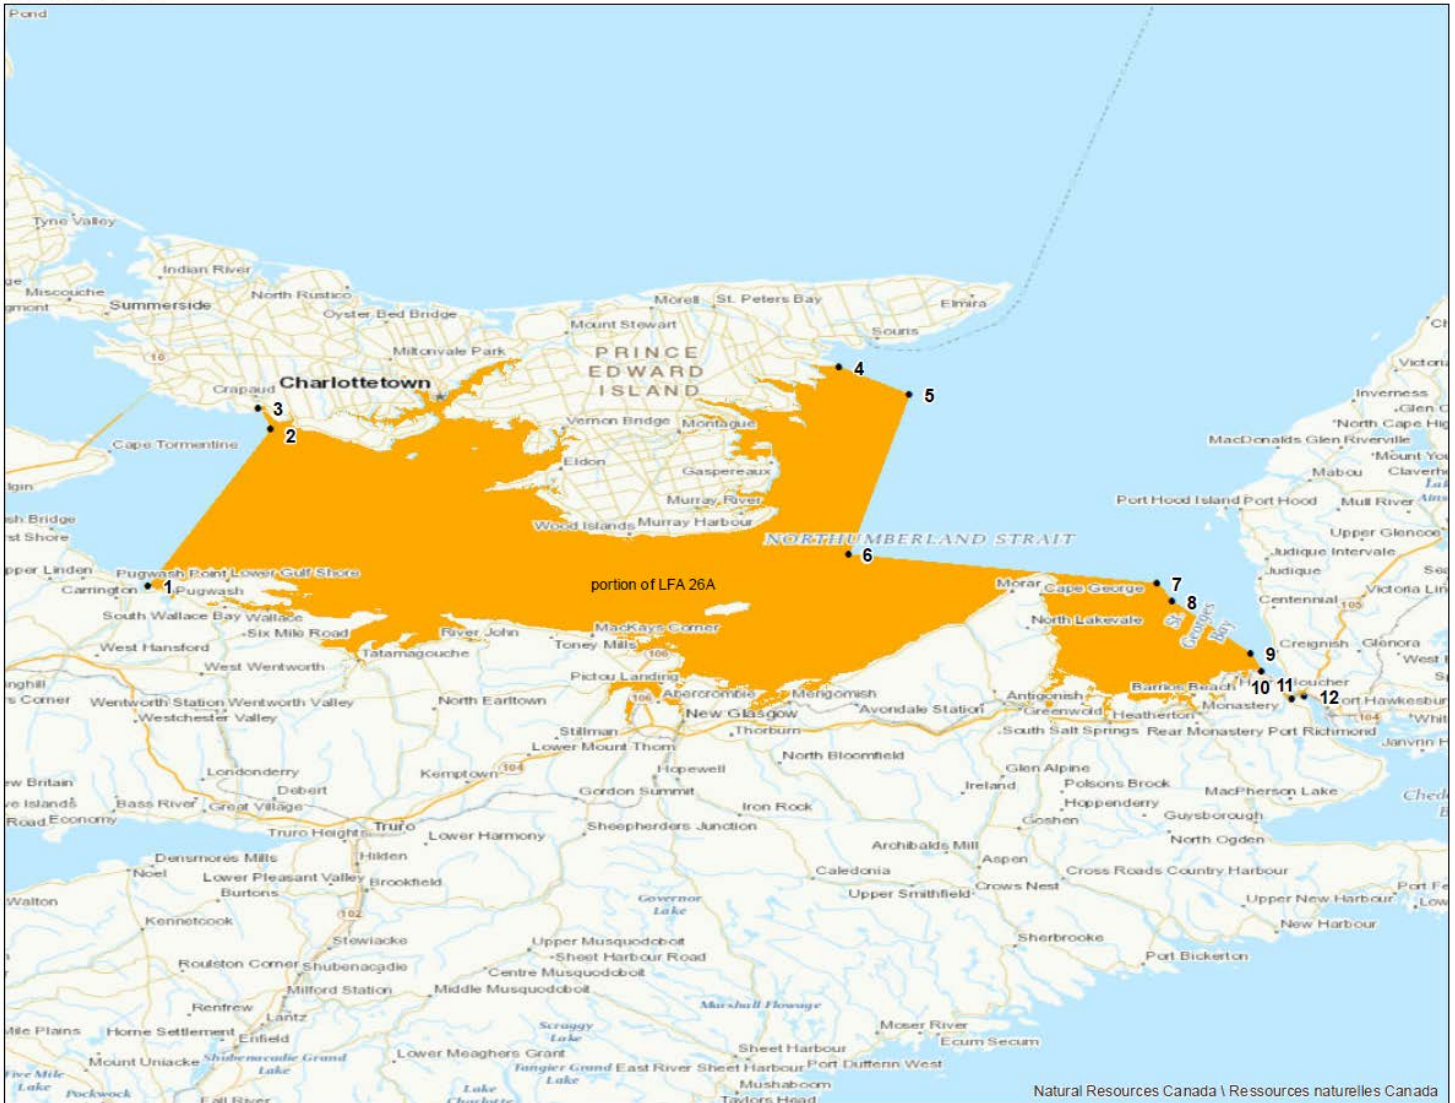 Pond
Tyne Valley
Indian River
Miscouche
Summerside
North Rustico
Oyster Bed Bridge
Morell
St. Peters Bay
Elmira
Mount Stewart
Souris
10
Miltonvale Park
PRINCE
EDWARD
ISLAND
Crapaud
Charlottetown
4
5
3
2
Vernon Bridge
Montague
Cape Tormentine
Eldon
Gaspereaux
Murray River
Wood Islands
Murray Harbour
NORTHUMBERLAND STRAIT
6
Inverness
MacDonalds Glen Riverville
Mabou
Port Hood Island
Port Hood
Mull River
Upper Glencoe
Judique Intervale
Judique
Centennial
105
Creignish
Glenora
Upper Linden
Carrington
Pugwash Point
Lower Gulf Shore
Pugwash
1
portion of LFA 26A
Cape George
7
8
St.
Georges
Bay
South Wallace Bay
Wallace
Six Mile Road
River John
MacKays Corner
Toney Mills
106
North Lakevale
9
10
11
12
West Hansford
West Wentworth
Tatamagouche
Pictou Landing
Abercrombie
106
Merigomish
Antigonish
Barrios Beach
Monastery
Wentworth Station
Wentworth Valley
Westchester Valley
North Earltown
New Glasgow
Avondale Station
Greenwold
Heatherton
104
Stillman
Thorburn
South Salt Springs
Rear Monastery
Port Richmond
Lower Mount Thom
North Bloomfield
Londonderry
Debert
Kemptown
104
Hopewell
Glen Alpine
Ireland
Polsons Brook
MacPherson Lake
Bass River
Great Village
Gordon Summit
Iron Rock
Hoppenderry
Goshen
Guysborough
Economy
Truro Heights
Truro
Lower Harmony
Sheepherders Junction
Archibalds Mill
North Ogden
Densmores Mills
Hilden
Noel
Lower Pleasant Valley
Burtons
Brookfield
Caledonia
Aspen
Cross Roads Country Harbour
Crows Nest
Upper Smithfield
Walton
Governor
Lake
Upper New Harbour
New Harbour
Kennetcook
102
Stewiacke
Upper Musquodoboit
Sheet Harbour Road
Sherbrooke
Port Bickerton
Roulston Corner
Shubenacadie
Centre Musquodoboit
Milford Station
Middle Musquodoboit
Marshall Flowage
Renfrew
Lantz
Home Settlement
Enfield
Scraggy
Lake
Moser River
Ecum Secum
Mount Uniacke
Shubenacadie Grand
Lake
Lower Meaghers Grant
Tangier Grand
Lake
East River Sheet Harbour
Sheet Harbour
Port Dufferin West
Five Mile
Lake
Pockwock
Fall River
Lake
Charlotte
Mushaboom
Taylors Head
Natural Resources Canada \ Ressources naturelles Canada